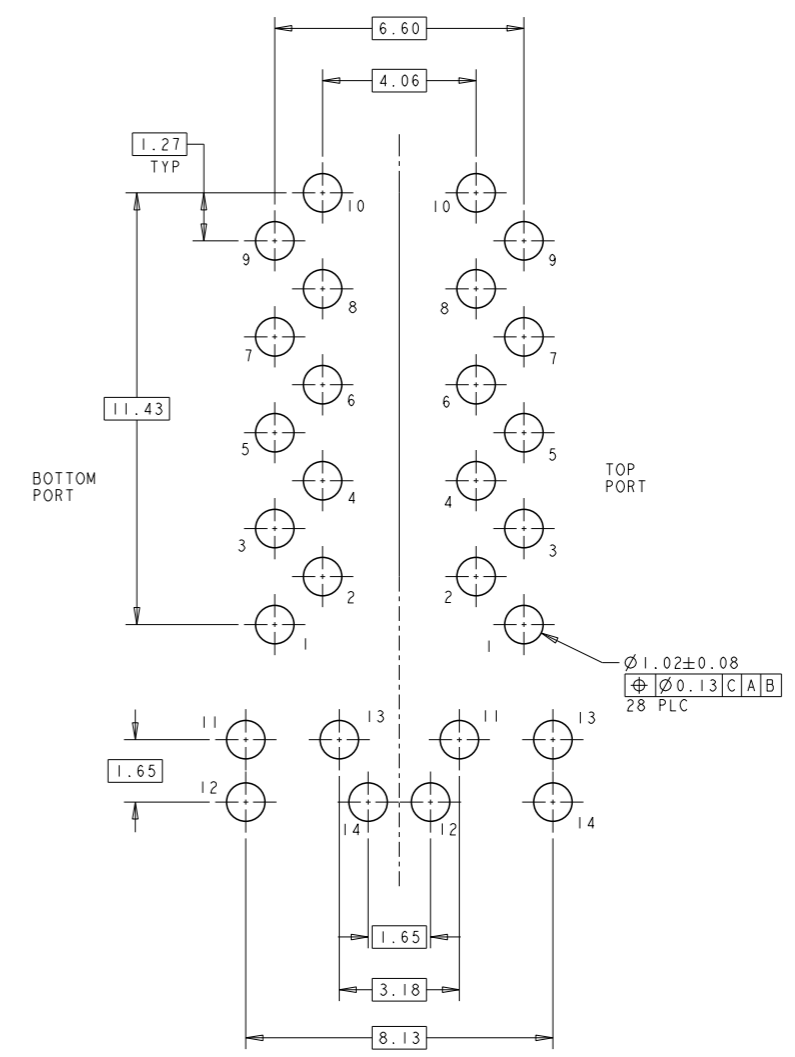 6.60
4.06
1.27
TYP
10 10
9 9
8 8
7 7
6 6
11.43
5 5
BOTTOM
PORT
TOP
PORT
4 4
3 3
2 2
1 1
Ø1.02±0.08
⌖ Ø0.13 C A B
28 PLC
11 13 11 13
1.65
12 14 12 14
1.65
3.18
8.13